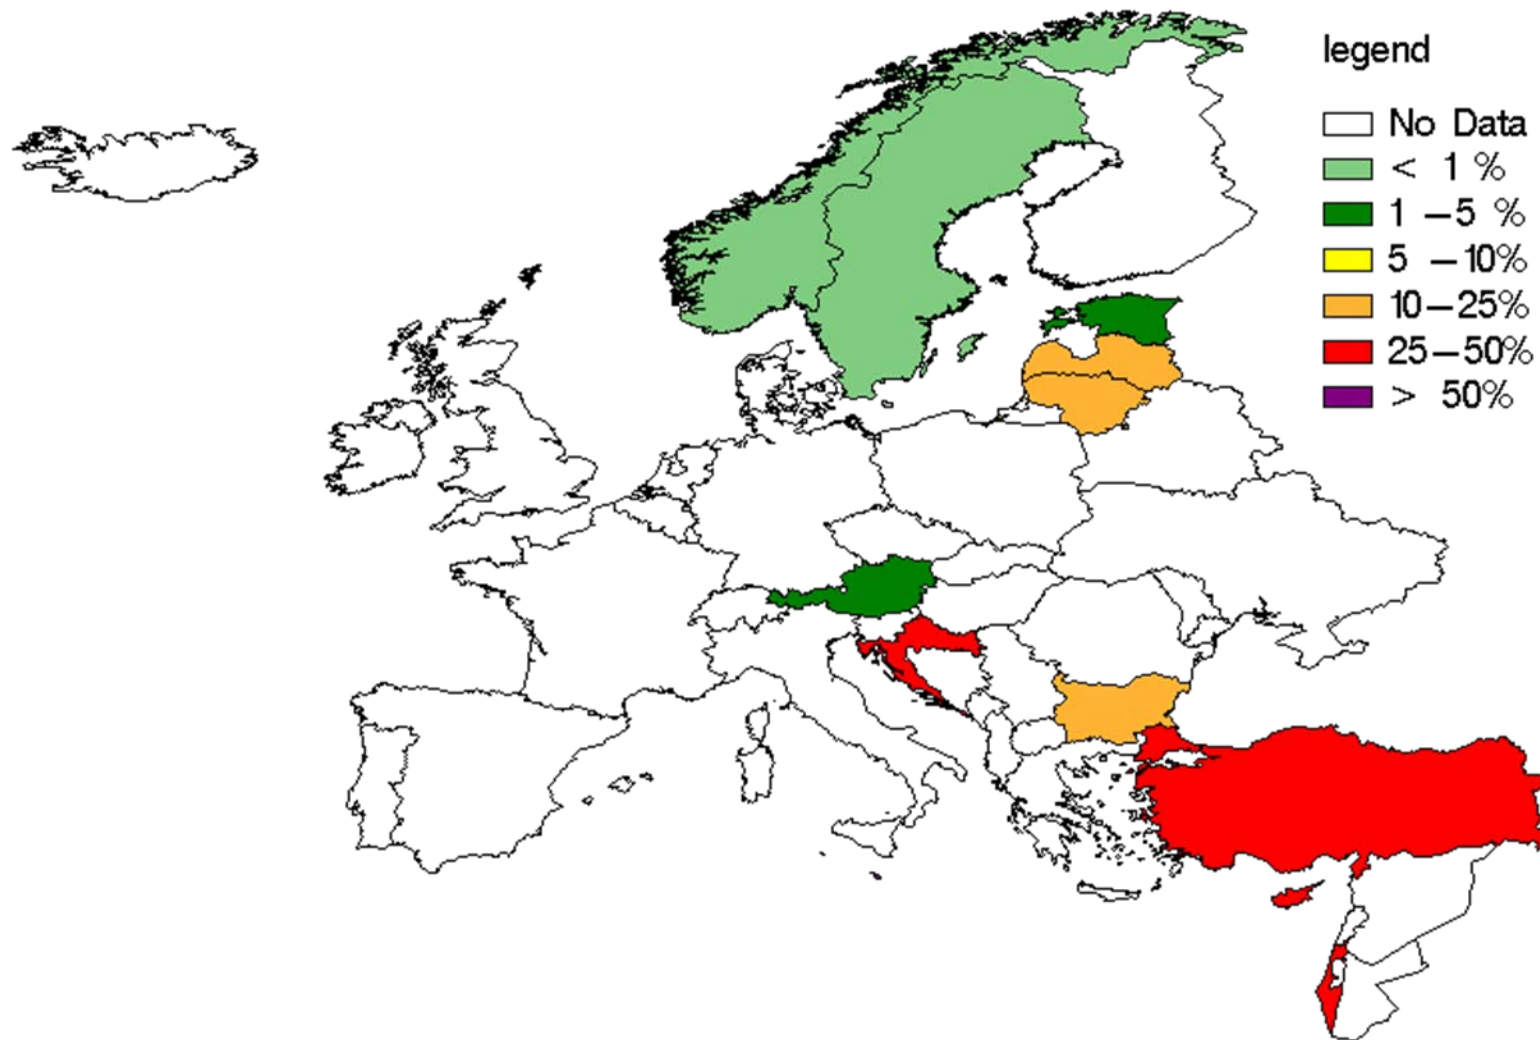 legend
No Data
< 1 %
1 –5 %
5 –10%
10–25%
25–50%
> 50%